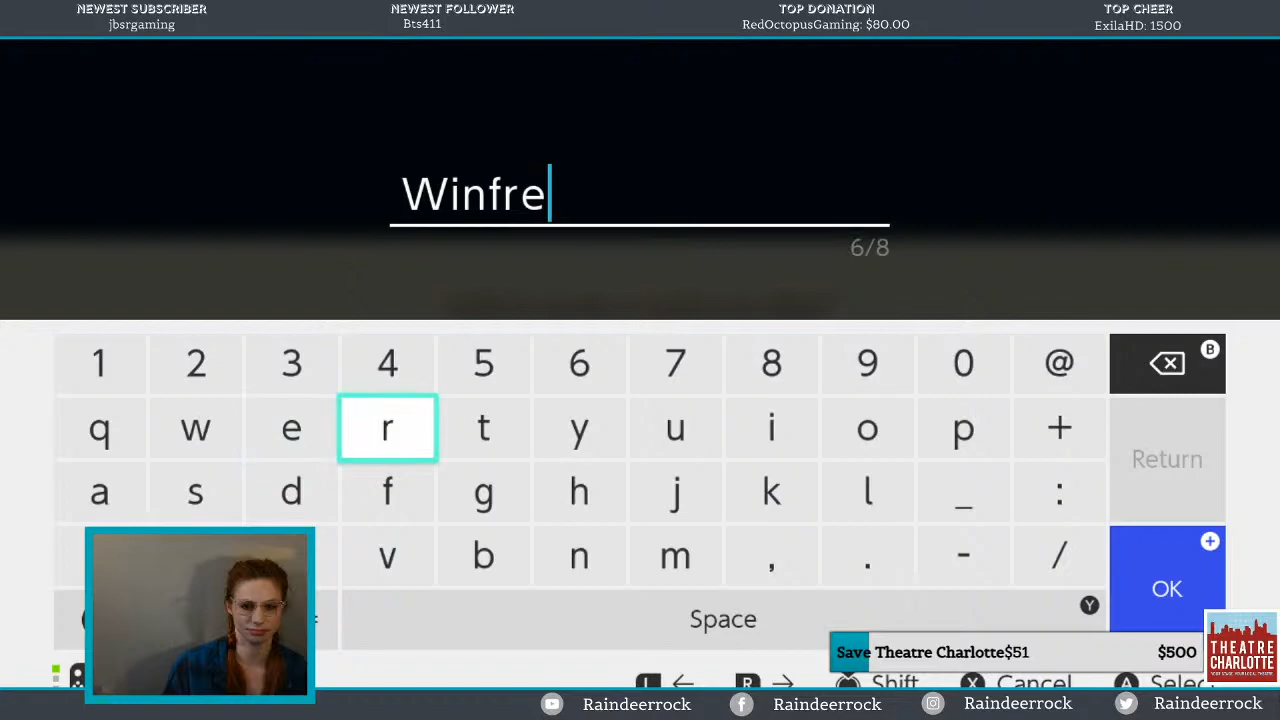 NEWEST SUBSCRIBER NEWEST FOLLOWER TOP DONATION TOP CHEER
jbsrgaming Bts411 RedOctopusGaming: $80.00 ExilaHD: 1500
Winfre
6/8
1 2 3 4 5 6 7 8 9 0 @ B
q w e r t y u i o p +
Return
a s d f g h j k l _ :
v b n m , . - / +
OK
Space Y
Save Theatre Charlotte $51 $500
THEATRE
CHARLOTTE
L ← R → Shift X Cancel A Selec
Raindeerrock Raindeerrock Raindeerrock Raindeerrock